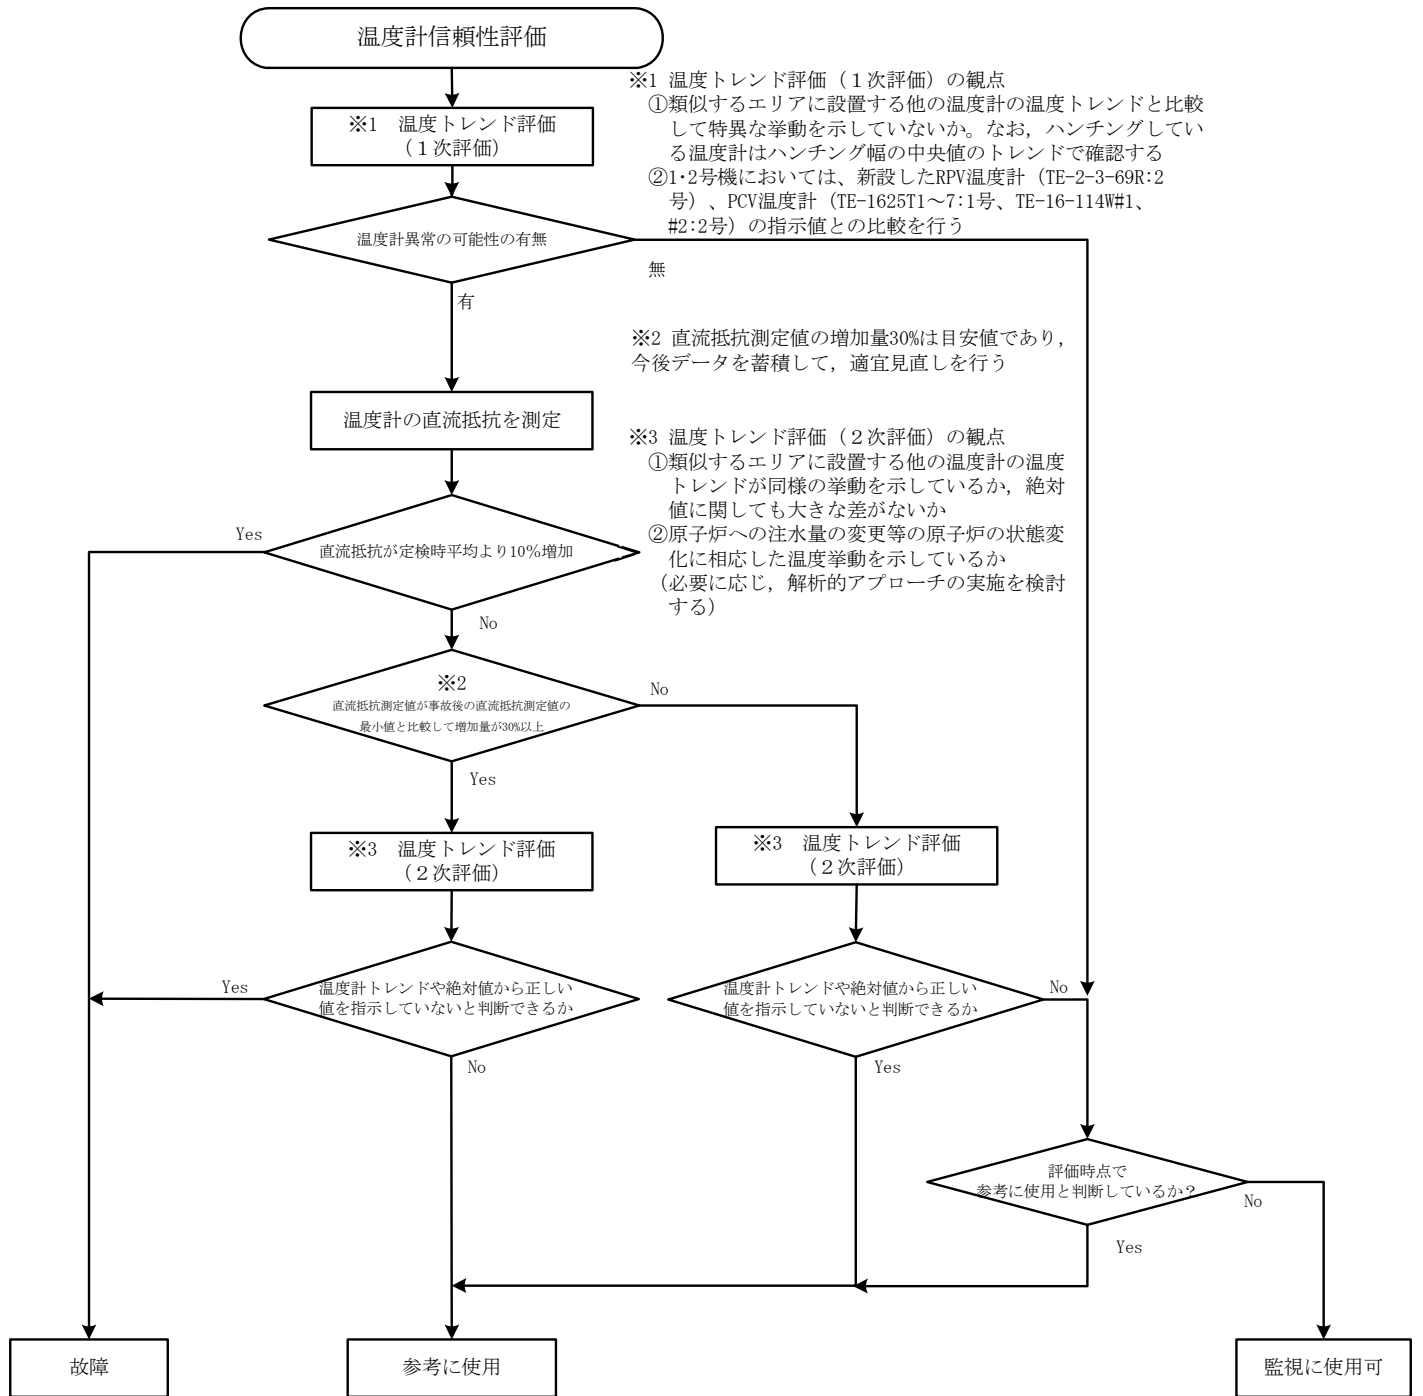 温度計信頼性評価
※1 温度トレンド評価（１次評価）の観点
①類似するエリアに設置する他の温度計の温度トレンドと比較
して特異な挙動を示していないか。なお，ハンチングしてい
る温度計はハンチング幅の中央値のトレンドで確認する
②1・2号機においては、新設したRPV温度計（TE-2-3-69R:2
号）、PCV温度計（TE-1625T1～7:1号、TE-16-114W#1、
#2:2号）の指示値との比較を行う
※1　温度トレンド評価
（１次評価）
温度計異常の可能性の有無
無
有
※2 直流抵抗測定値の増加量30%は目安値であり，
今後データを蓄積して，適宜見直しを行う
温度計の直流抵抗を測定
※3 温度トレンド評価（２次評価）の観点
①類似するエリアに設置する他の温度計の温度
トレンドが同様の挙動を示しているか，絶対
値に関しても大きな差がないか
②原子炉への注水量の変更等の原子炉の状態変
化に相応した温度挙動を示しているか
（必要に応じ，解析的アプローチの実施を検討
する）
Yes
直流抵抗が定検時平均より10％増加
No
※2
直流抵抗測定値が事故後の直流抵抗測定値の
最小値と比較して増加量が30%以上
No
Yes
※3　温度トレンド評価
（２次評価）
※3　温度トレンド評価
（２次評価）
Yes
温度計トレンドや絶対値から正しい
値を指示していないと判断できるか
No
温度計トレンドや絶対値から正しい
値を指示していないと判断できるか
No
Yes
評価時点で
参考に使用と判断しているか？
No
Yes
故障
参考に使用
監視に使用可